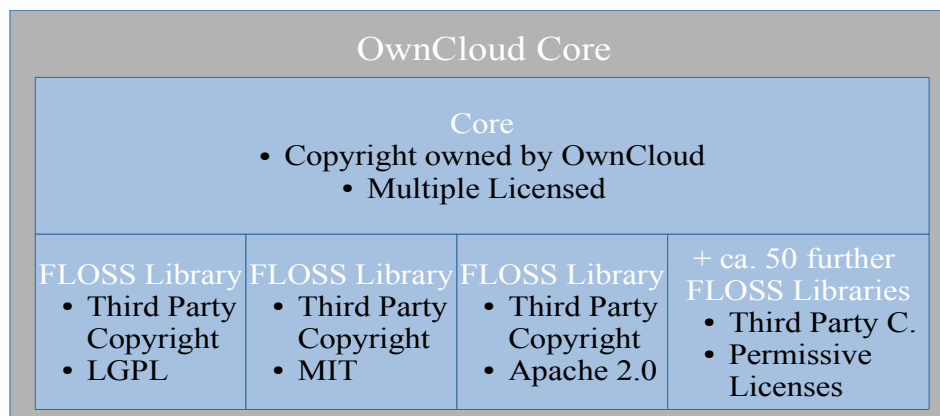 OwnCloud Core
Core
• Copyright owned by OwnCloud
• Multiple Licensed
FLOSS Library
• Third Party
Copyright
• LGPL
FLOSS Library
• Third Party
Copyright
• MIT
FLOSS Library
• Third Party
Copyright
• Apache 2.0
+ ca. 50 further
FLOSS Libraries
• Third Party C.
• Permissive
Licenses